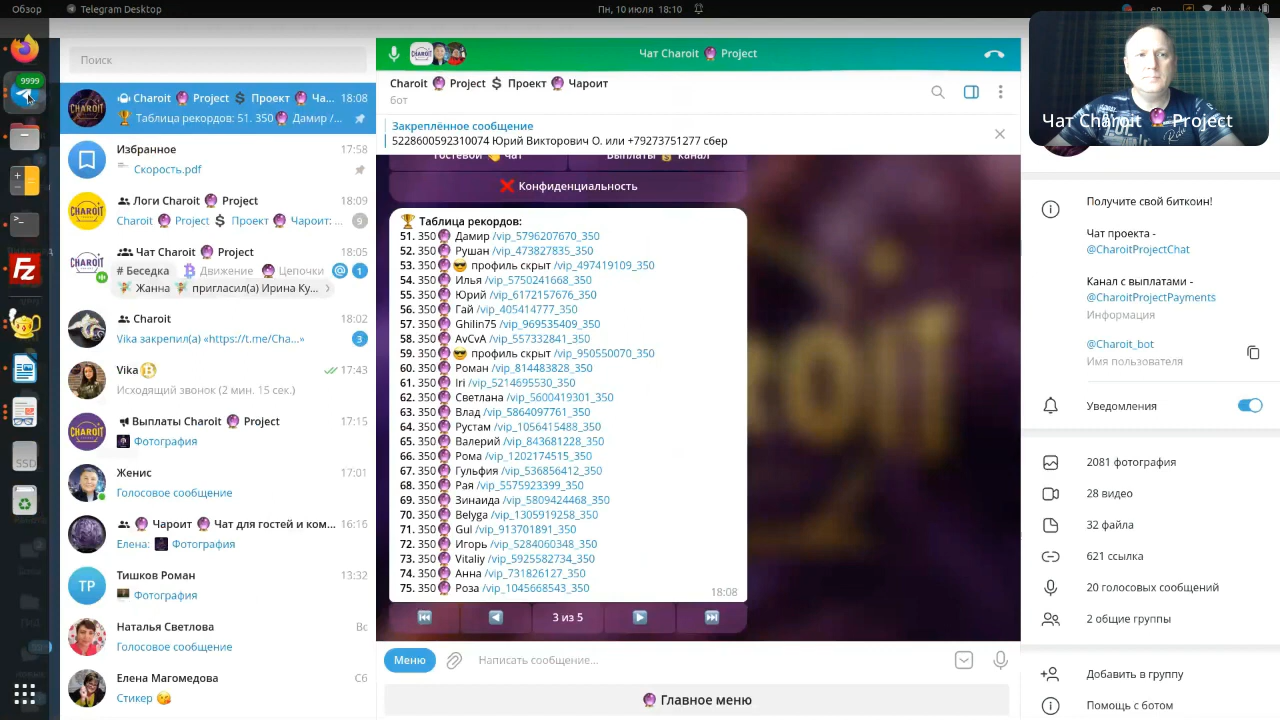 Обзор
Telegram Desktop
Пн, 10 июля 18:10
9999
Поиск
Charoit Project $ Проект Ча... 18:08
Таблица рекордов: 51. 350 Дамир /...
Избранное 17:58
Скорость.pdf
Логи Charoit Project 18:09
Charoit Project $ Проект Чароит: ... 9
Чат Charoit Project 18:05
# Беседка Движение Цепочки @ 1
Жанна пригласил(а) Ирина Ку...
Charoit 18:02
Vika закрепил(а) «https://t.me/Cha...» 3
Vika 17:43
Исходящий звонок (2 мин. 15 сек.)
Выплаты Charoit Project 17:15
Фотография
Женис 17:01
Голосовое сообщение
Чароит Чат для гостей и ком... 16:16
Елена: Фотография
ТР
Тишков Роман 13:32
Фотография
Наталья Светлова Вс
Голосовое сообщение
Елена Магомедова Сб
Стикер
Чат Charoit Project
Charoit Project $ Проект Чароит
бот
Закреплённое сообщение
5228600592310074 Юрий Викторович О. или +79273751277 сбер
Гостевой чат
Выплаты канал
Конфиденциальность
Таблица рекордов:
51. 350 Дамир /vip_5796207670_350
52. 350 Гушан /vip_473827835_350
53. 350 профиль скрыт /vip_497419109_350
54. 350 Илья /vip_5750241668_350
55. 350 Юрий /vip_6172157676_350
56. 350 Гай /vip_405414777_350
57. 350 Ghilin75 /vip_969535409_350
58. 350 AvCvA /vip_557332841_350
59. 350 профиль скрыт /vip_950550070_350
60. 350 Роман /vip_814483828_350
61. 350 Iri /vip_5214695530_350
62. 350 Светлана /vip_5600419301_350
63. 350 Влад /vip_5864097761_350
64. 350 Рустам /vip_1056415488_350
65. 350 Валерий /vip_843681228_350
66. 350 Рома /vip_1202174515_350
67. 350 Гульфия /vip_536856412_350
68. 350 Рая /vip_5575923399_350
69. 350 Зинаида /vip_5809424468_350
70. 350 Belyga /vip_1305919258_350
71. 350 Gul /vip_913701891_350
72. 350 Игорь /vip_5284060348_350
73. 350 Vitaliy /vip_5925582734_350
74. 350 Анна /vip_731826127_350
75. 350 Роза /vip_1045668543_350
18:08
3 из 5
Меню
Написать сообщение...
Главное меню
Чат Charoit Project
Получите свой биткоин!
Чат проекта -
@CharoitProjectChat
Канал с выплатами -
@CharoitProjectPayments
Информация
@Charoit_bot
Имя пользователя
Уведомления
2081 фотография
28 видео
32 файла
621 ссылка
20 голосовых сообщений
2 общие группы
Добавить в группу
Помощь с ботом
SSD